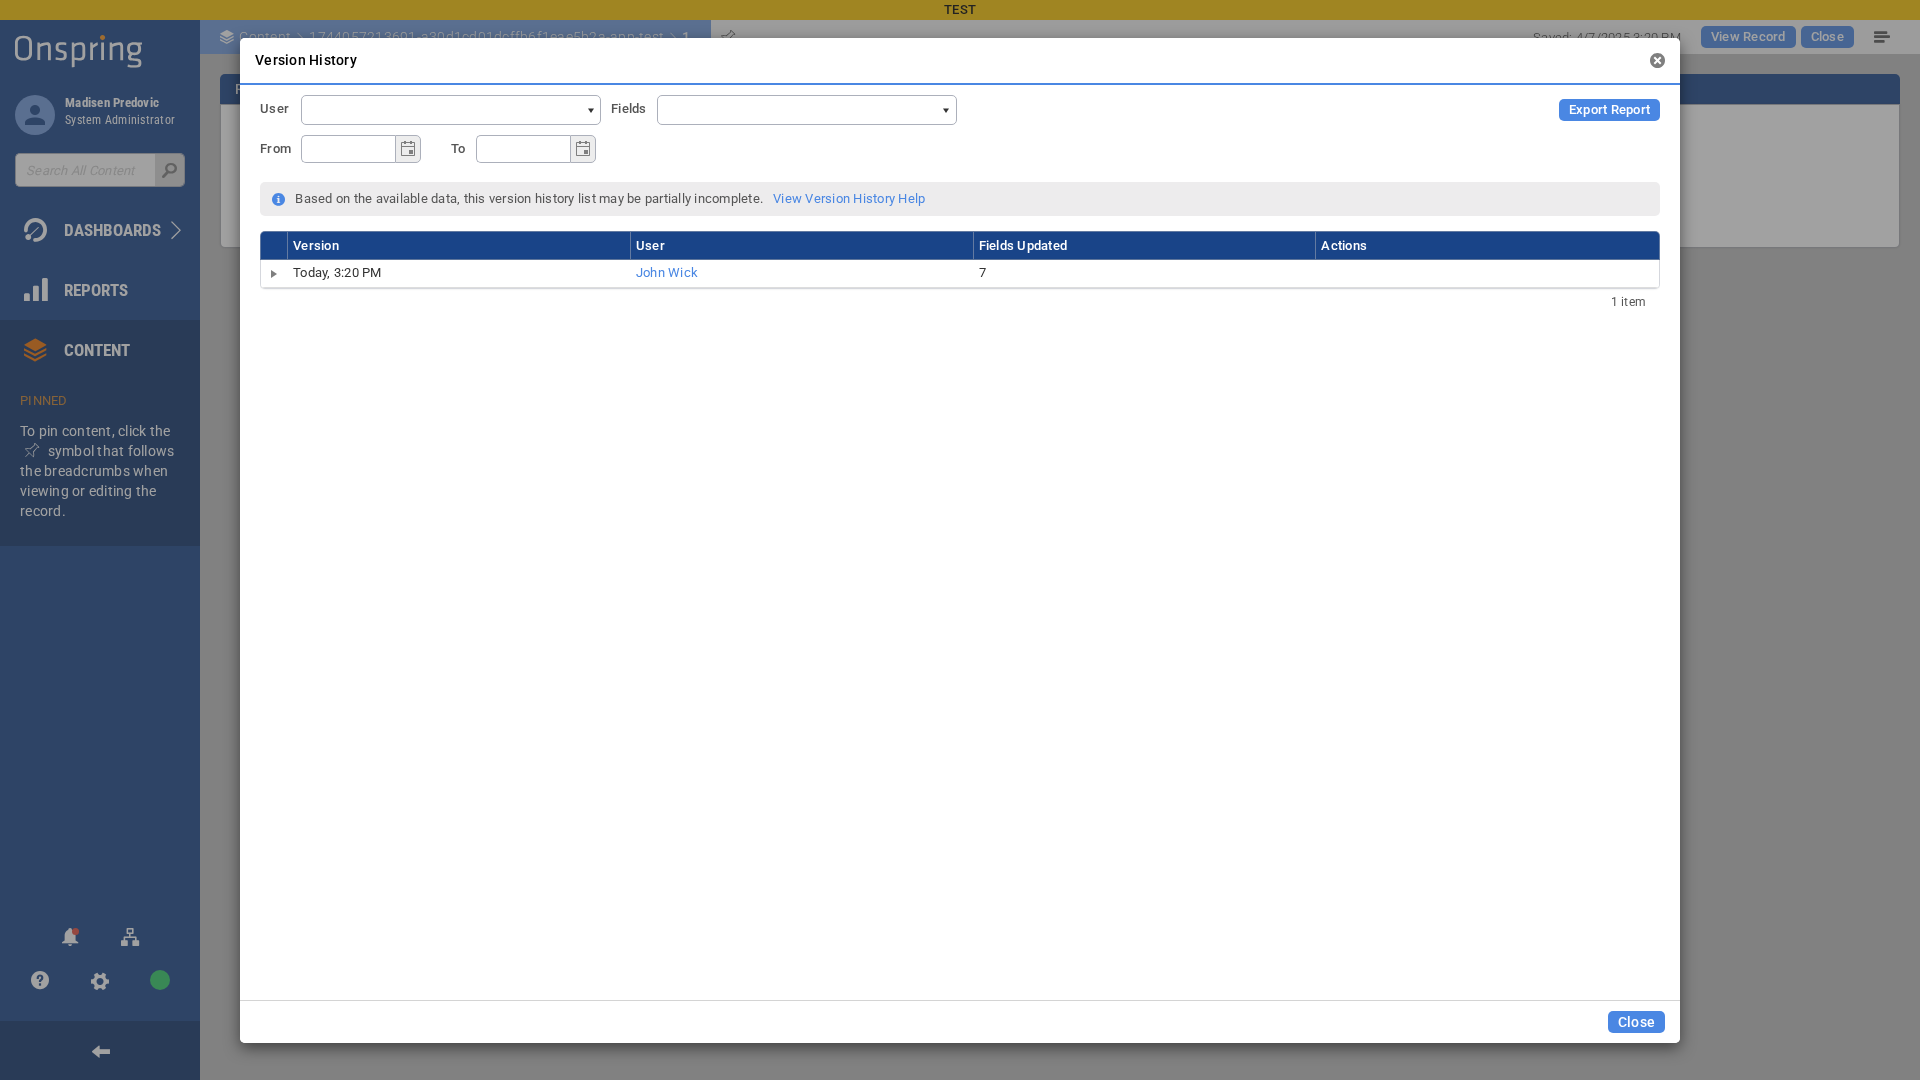 TEST
Onspring
Content > 1744057213601-a30d1cd01dcffb6f1eae5b2a-app-test > 1
Saved: 4/7/2025 3:20 PM
View Record
Close
Version History
Madisen Predovic
System Administrator
Search All Content
DASHBOARDS
REPORTS
CONTENT
PINNED
To pin content, click the
symbol that follows
the breadcrumbs when
viewing or editing the
record.
User
Fields
Export Report
From
To
Based on the available data, this version history list may be partially incomplete. View Version History Help
Version User Fields Updated Actions
Today, 3:20 PM John Wick 7
1 item
Close